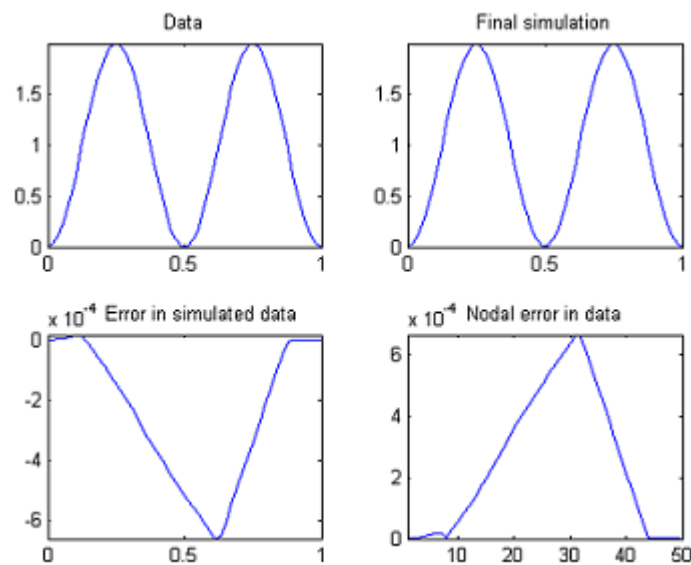 Data
Final simulation
1.5
1
0.5
0
0 0.5 1
1.5
1
0.5
0
0 0.5 1
x 10^-4 Error in simulated data
0
-2
-4
-6
0 0.5 1
x 10^-4 Nodal error in data
6
4
2
0
10 20 30 40 50